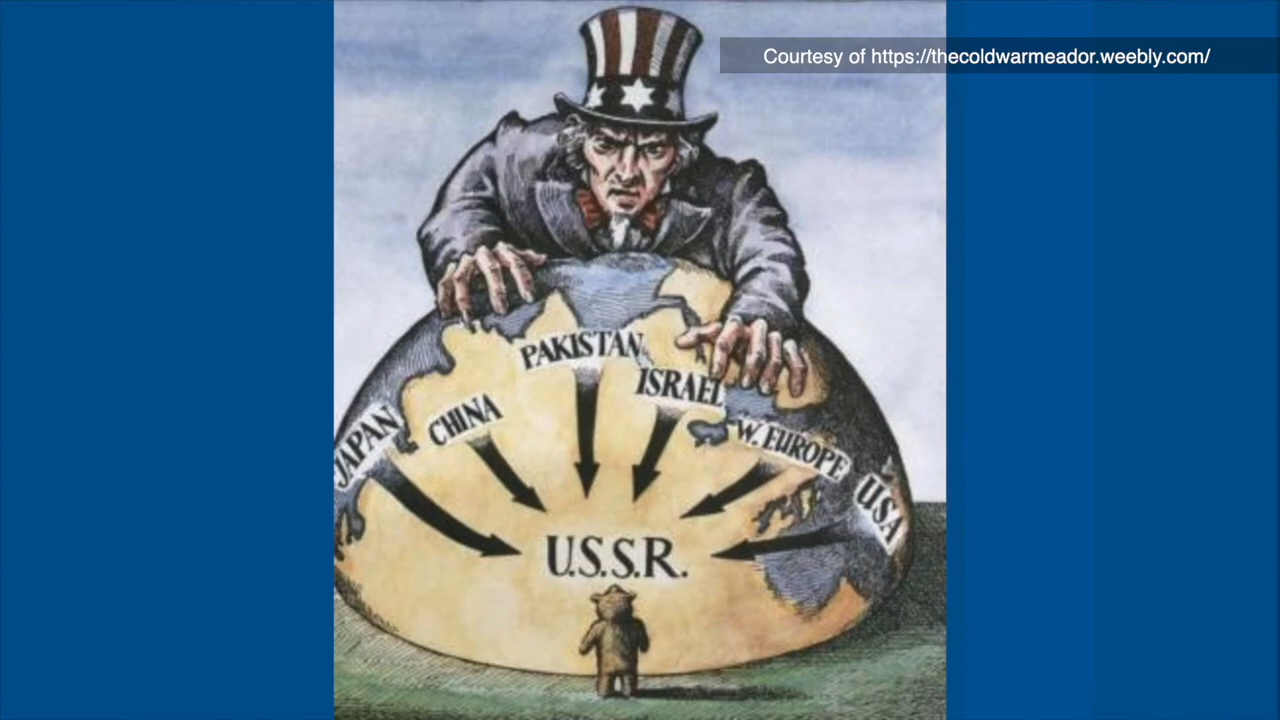 Courtesy of https://thecoldwarmeador.weebly.com/
PAKISTAN
ISRAEL
JAPAN
CHINA
W. EUROPE
USA
U.S.S.R.